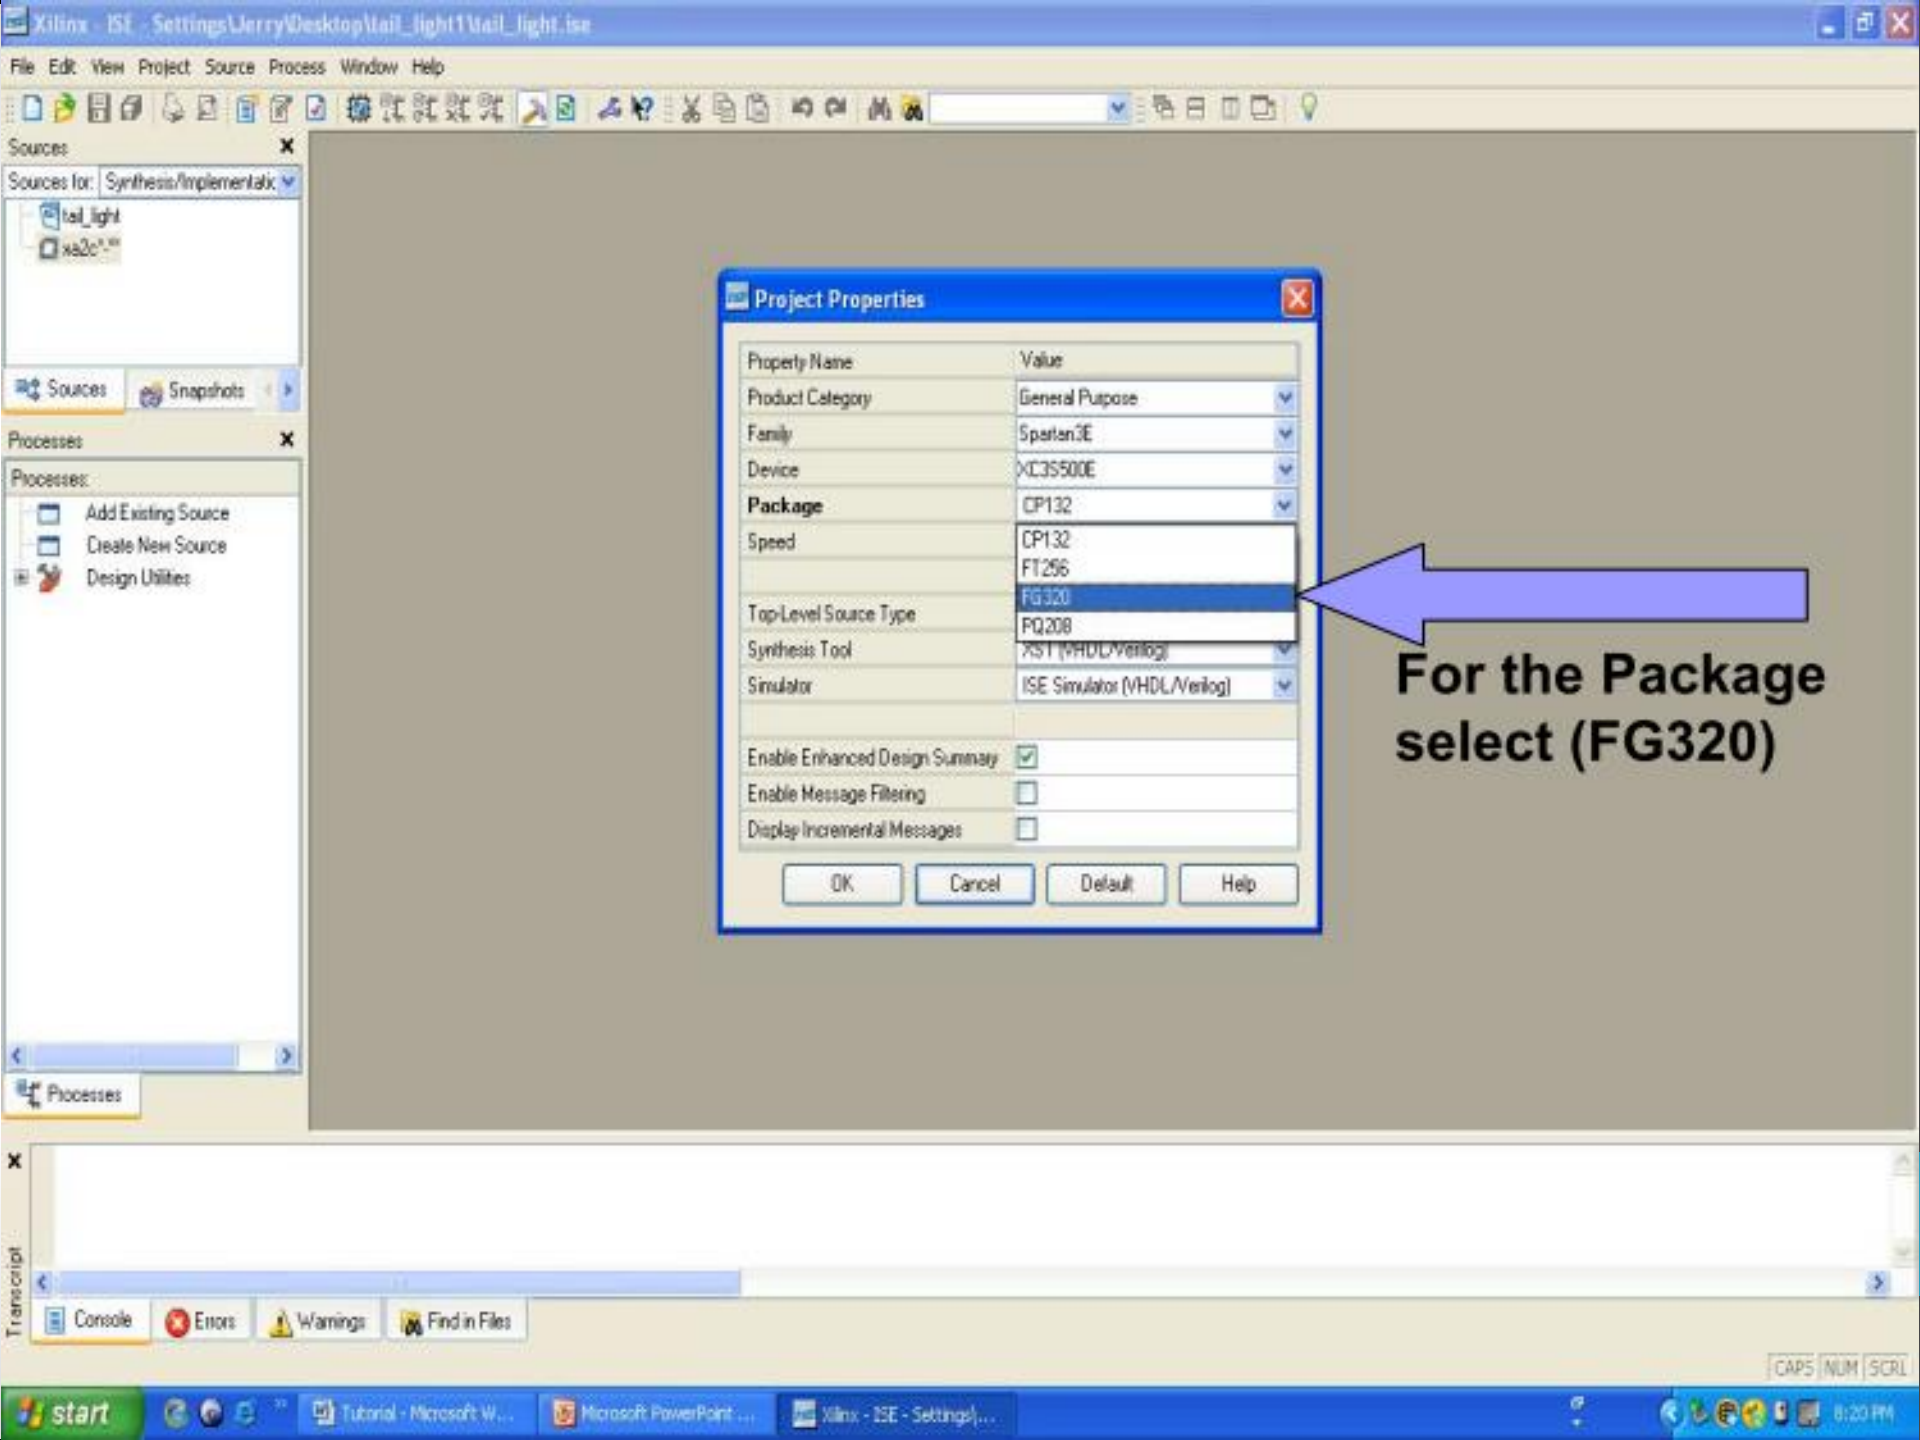 Xilinx - ISE - Settings\Jerry\Desktop\tail_light1\tail_light.ise
File Edit View Project Source Process Window Help
Sources
Sources for: Synthesis/Implementatic
tail_light
xa2c*-**
Sources Snapshots
Processes
Processes:
Add Existing Source
Create New Source
Design Utilities
Processes
Project Properties
Property Name Value
Product Category General Purpose
Family Spartan3E
Device XC3S500E
Package CP132
Speed
CP132
FT256
FG320
PQ208
Top-Level Source Type
Synthesis Tool XST (VHDL/Verilog)
Simulator ISE Simulator (VHDL/Verilog)
Enable Enhanced Design Summary
Enable Message Filtering
Display Incremental Messages
OK Cancel Default Help
For the Package
select (FG320)
Transcript
Console Errors Warnings Find in Files
CAPS NUM SCRL
start Tutorial - Microsoft W... Microsoft PowerPoint ... Xilinx - ISE - Settings\... 8:20 PM